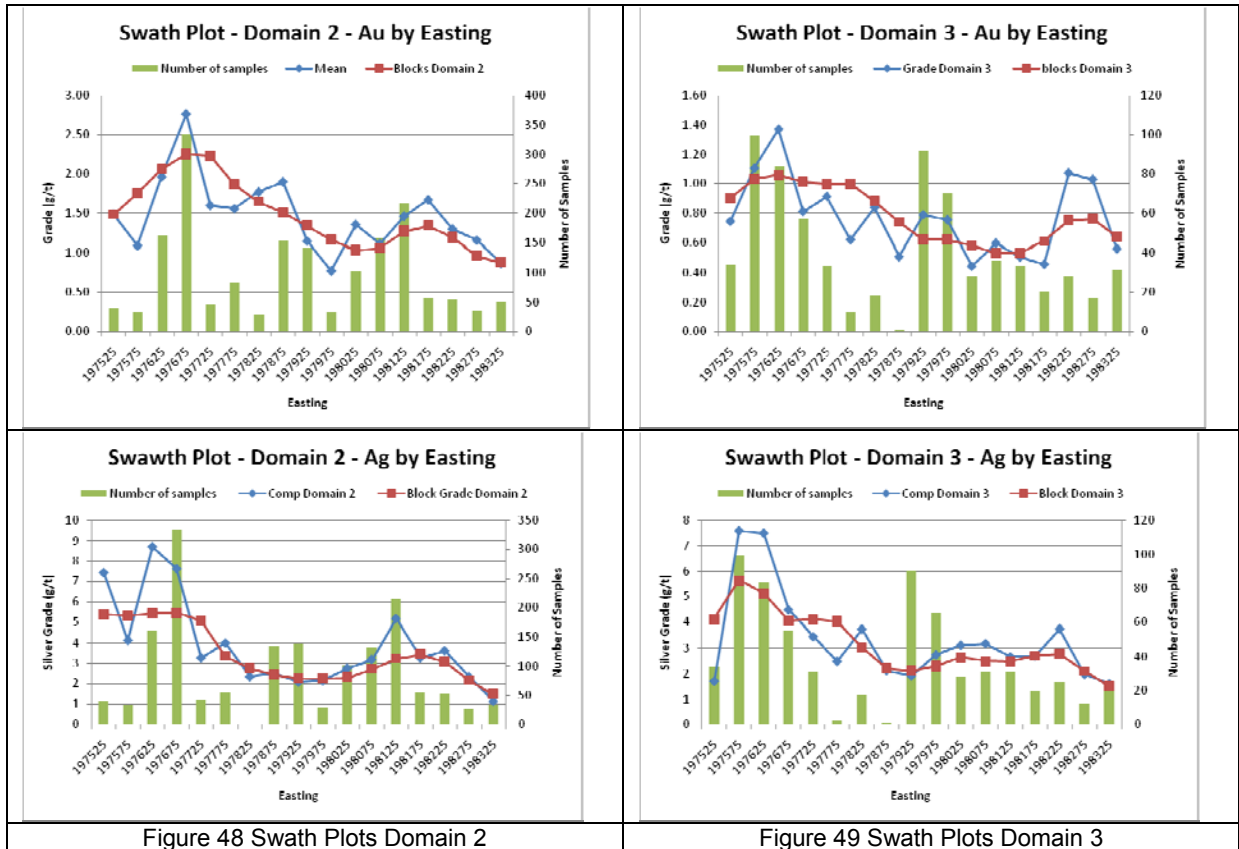 Swath Plot - Domain 2 - Au by Easting
Number of samples Mean Blocks Domain 2
3.00
2.50
2.00
1.50
1.00
0.50
0.00
Grade (g/t)
400
350
300
250
200
150
100
50
0
Number of Samples
197525 197575 197625 197675 197725 197775 197825 197875 197925 197975 198025 198075 198125 198175 198225 198275 198325
Easting
Swath Plot - Domain 3 - Au by Easting
Number of samples Grade Domain 3 blocks Domain 3
1.60
1.40
1.20
1.00
0.80
0.60
0.40
0.20
0.00
Grade (g/t)
120
100
80
60
40
20
0
Number of Samples
197525 197575 197625 197675 197725 197775 197825 197875 197925 197975 198025 198075 198125 198175 198225 198275 198325
Easting
Swawth Plot - Domain 2 - Ag by Easting
Number of samples Comp Domain 2 Block Grade Domain 2
10
9
8
7
6
5
4
3
2
1
0
Silver Grade (g/t)
350
300
250
200
150
100
50
0
Number of Samples
197525 197575 197625 197675 197725 197775 197825 197875 197925 197975 198025 198075 198125 198175 198225 198275 198325
Easting
Swawth Plot - Domain 3 - Ag by Easting
Number of samples Comp Domain 3 Block Domain 3
8
7
6
5
4
3
2
1
0
Silver Grade (g/t)
120
100
80
60
40
20
0
Number of Samples
197525 197575 197625 197675 197725 197775 197825 197875 197925 197975 198025 198075 198125 198175 198225 198275 198325
Easting
Figure 48 Swath Plots Domain 2
Figure 49 Swath Plots Domain 3